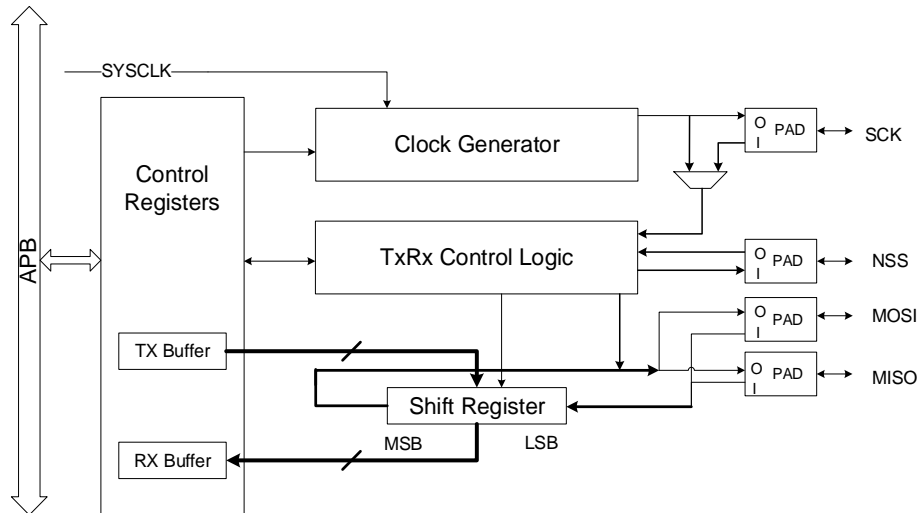 SYSCLK
APB
Control
Registers
Clock Generator
O
I
PAD
SCK
TxRx Control Logic
O
I
PAD
NSS
O
I
PAD
MOSI
TX Buffer
O
I
PAD
MISO
Shift Register
MSB
LSB
RX Buffer